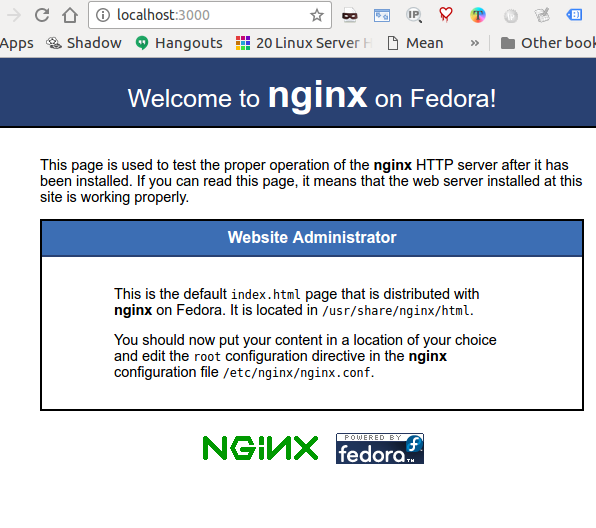 localhost:3000
IP
T
Apps Shadow Hangouts 20 Linux Server H Mean » Other book
Welcome to nginx on Fedora!
This page is used to test the proper operation of the nginx HTTP server after it has
been installed. If you can read this page, it means that the web server installed at this
site is working properly.
Website Administrator
This is the default index.html page that is distributed with
nginx on Fedora. It is located in /usr/share/nginx/html.
You should now put your content in a location of your choice
and edit the root configuration directive in the nginx
configuration file /etc/nginx/nginx.conf.
NGiNX
POWERED BY
fedora™